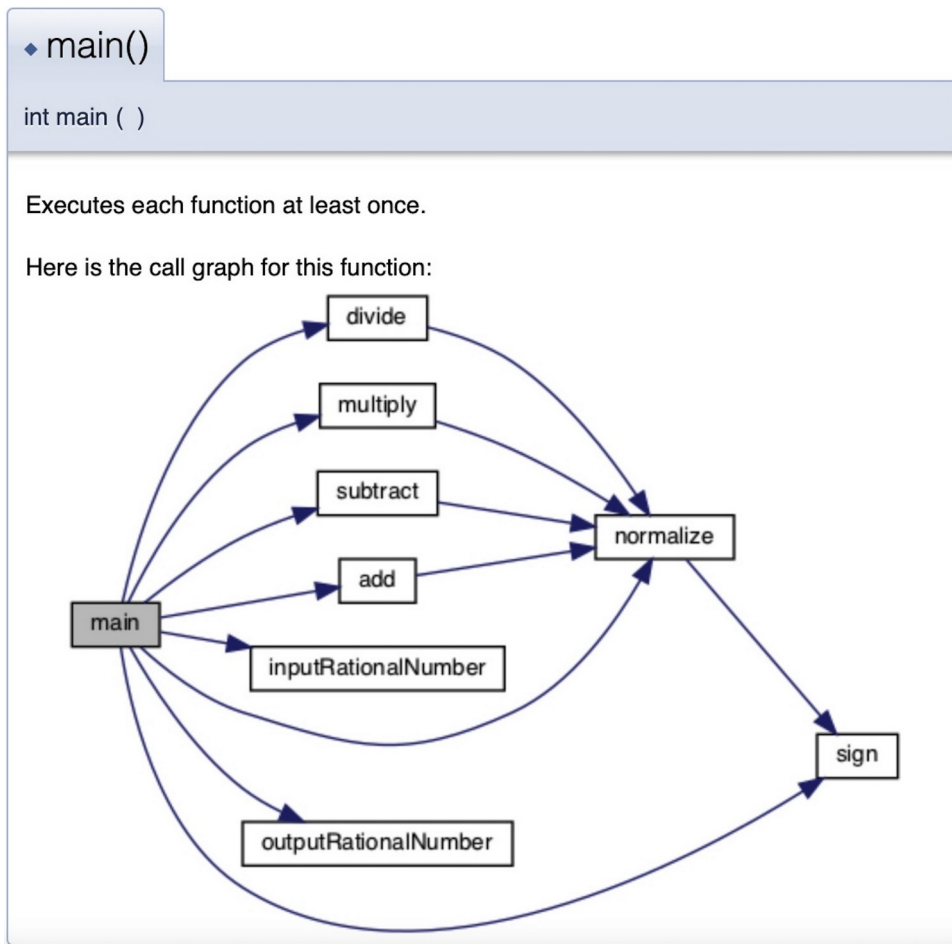 main()
int main ( )
Executes each function at least once.
Here is the call graph for this function:
divide
multiply
subtract
normalize
add
main
inputRationalNumber
sign
outputRationalNumber